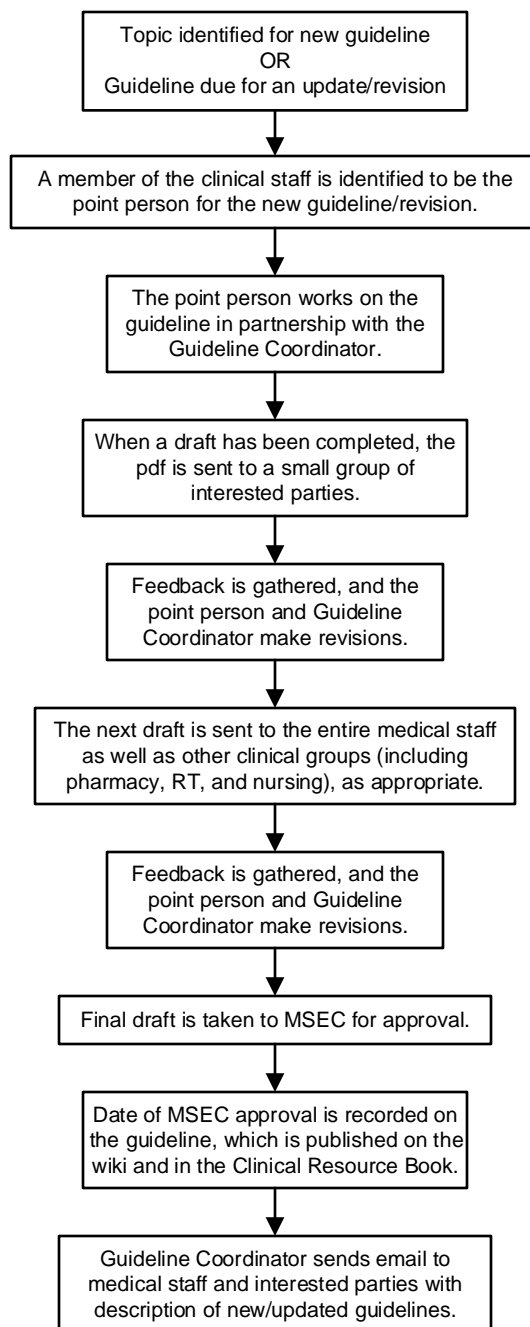 Topic identified for new guideline
OR
Guideline due for an update/revision
A member of the clinical staff is identified to be the
point person for the new guideline/revision.
The point person works on the
guideline in partnership with the
Guideline Coordinator.
When a draft has been completed, the
pdf is sent to a small group of
interested parties.
Feedback is gathered, and the
point person and Guideline
Coordinator make revisions.
The next draft is sent to the entire medical staff
as well as other clinical groups (including
pharmacy, RT, and nursing), as appropriate.
Feedback is gathered, and the
point person and Guideline
Coordinator make revisions.
Final draft is taken to MSEC for approval.
Date of MSEC approval is recorded on
the guideline, which is published on the
wiki and in the Clinical Resource Book.
Guideline Coordinator sends email to
medical staff and interested parties with
description of new/updated guidelines.